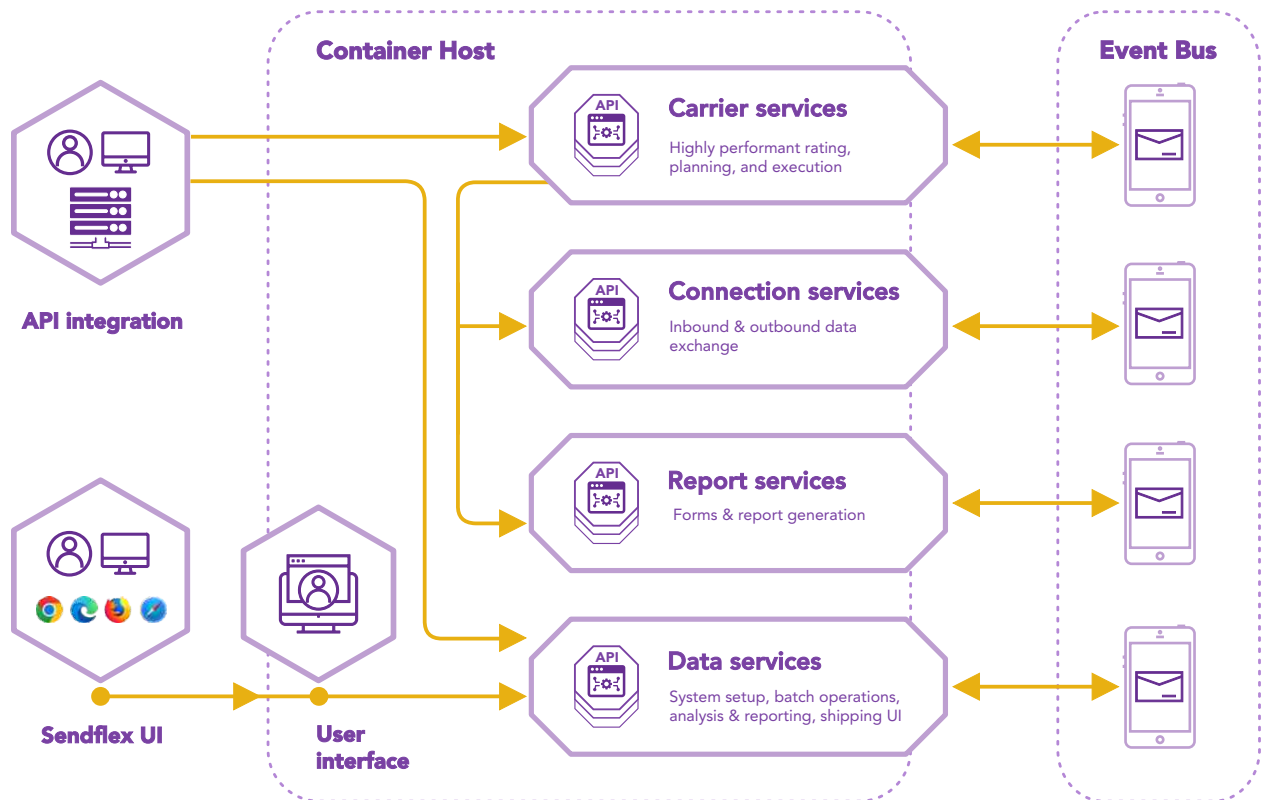 Container Host
Event Bus
API
Carrier services
Highly performant rating,
planning, and execution
API integration
API
Connection services
Inbound & outbound data
exchange
API
Report services
Forms & report generation
API
Data services
System setup, batch operations,
analysis & reporting, shipping UI
Sendflex UI
User
interface